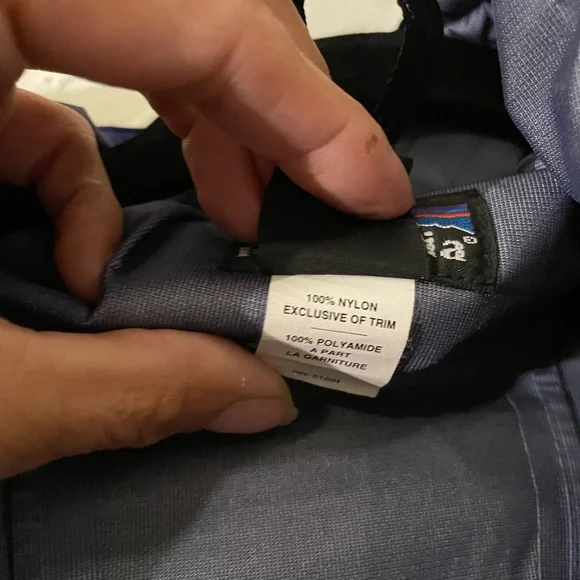 a®
100% NYLON
EXCLUSIVE OF TRIM
100% POLYAMIDE
A PART
LA GARNITURE